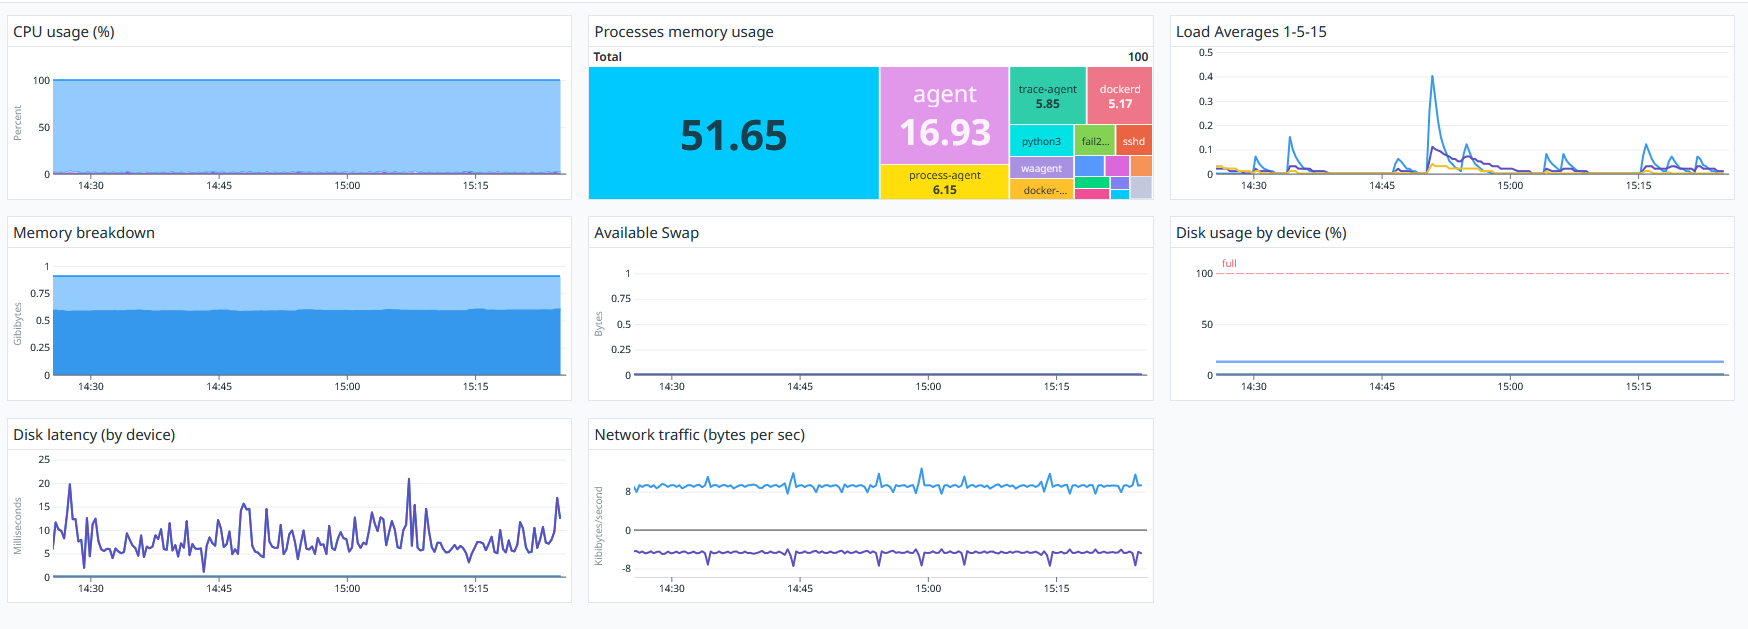 CPU usage (%)
100
50
0
Percent
14:30 14:45 15:00 15:15
Processes memory usage
Total 100
51.65
agent
16.93
process-agent
6.15
trace-agent
5.85
dockerd
5.17
python3
fail2...
sshd
waagent
docker-...
Load Averages 1-5-15
0.5
0.4
0.3
0.2
0.1
0
14:30 14:45 15:00 15:15
Memory breakdown
1
0.75
0.5
0.25
0
Gibibytes
14:30 14:45 15:00 15:15
Available Swap
1
0.75
0.5
0.25
0
Bytes
14:30 14:45 15:00 15:15
Disk usage by device (%)
full
100
50
0
14:30 14:45 15:00 15:15
Disk latency (by device)
25
20
15
10
5
0
Milliseconds
14:30 14:45 15:00 15:15
Network traffic (bytes per sec)
8
0
-8
Kibibytes/second
14:30 14:45 15:00 15:15